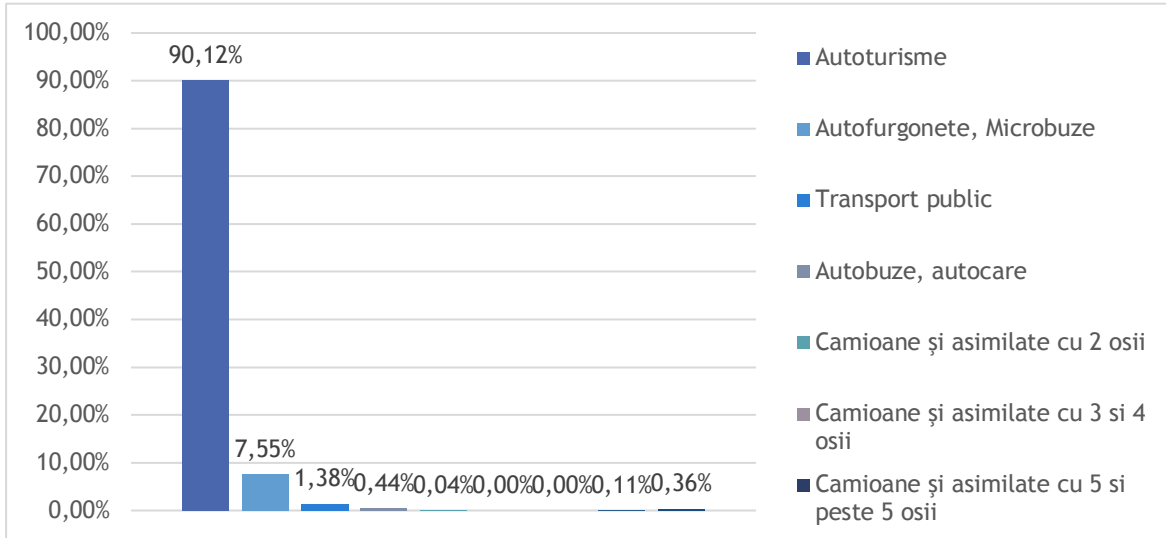 100,00%
90,00%
80,00%
70,00%
60,00%
50,00%
40,00%
30,00%
20,00%
10,00%
0,00%
90,12%
7,55%
1,38%
0,44%
0,04%
0,00%
0,00%
0,11%
0,36%
Autoturisme
Autofurgonete, Microbuze
Transport public
Autobuze, autocare
Camioane şi asimilate cu 2 osii
Camioane şi asimilate cu 3 si 4
osii
Camioane şi asimilate cu 5 si
peste 5 osii